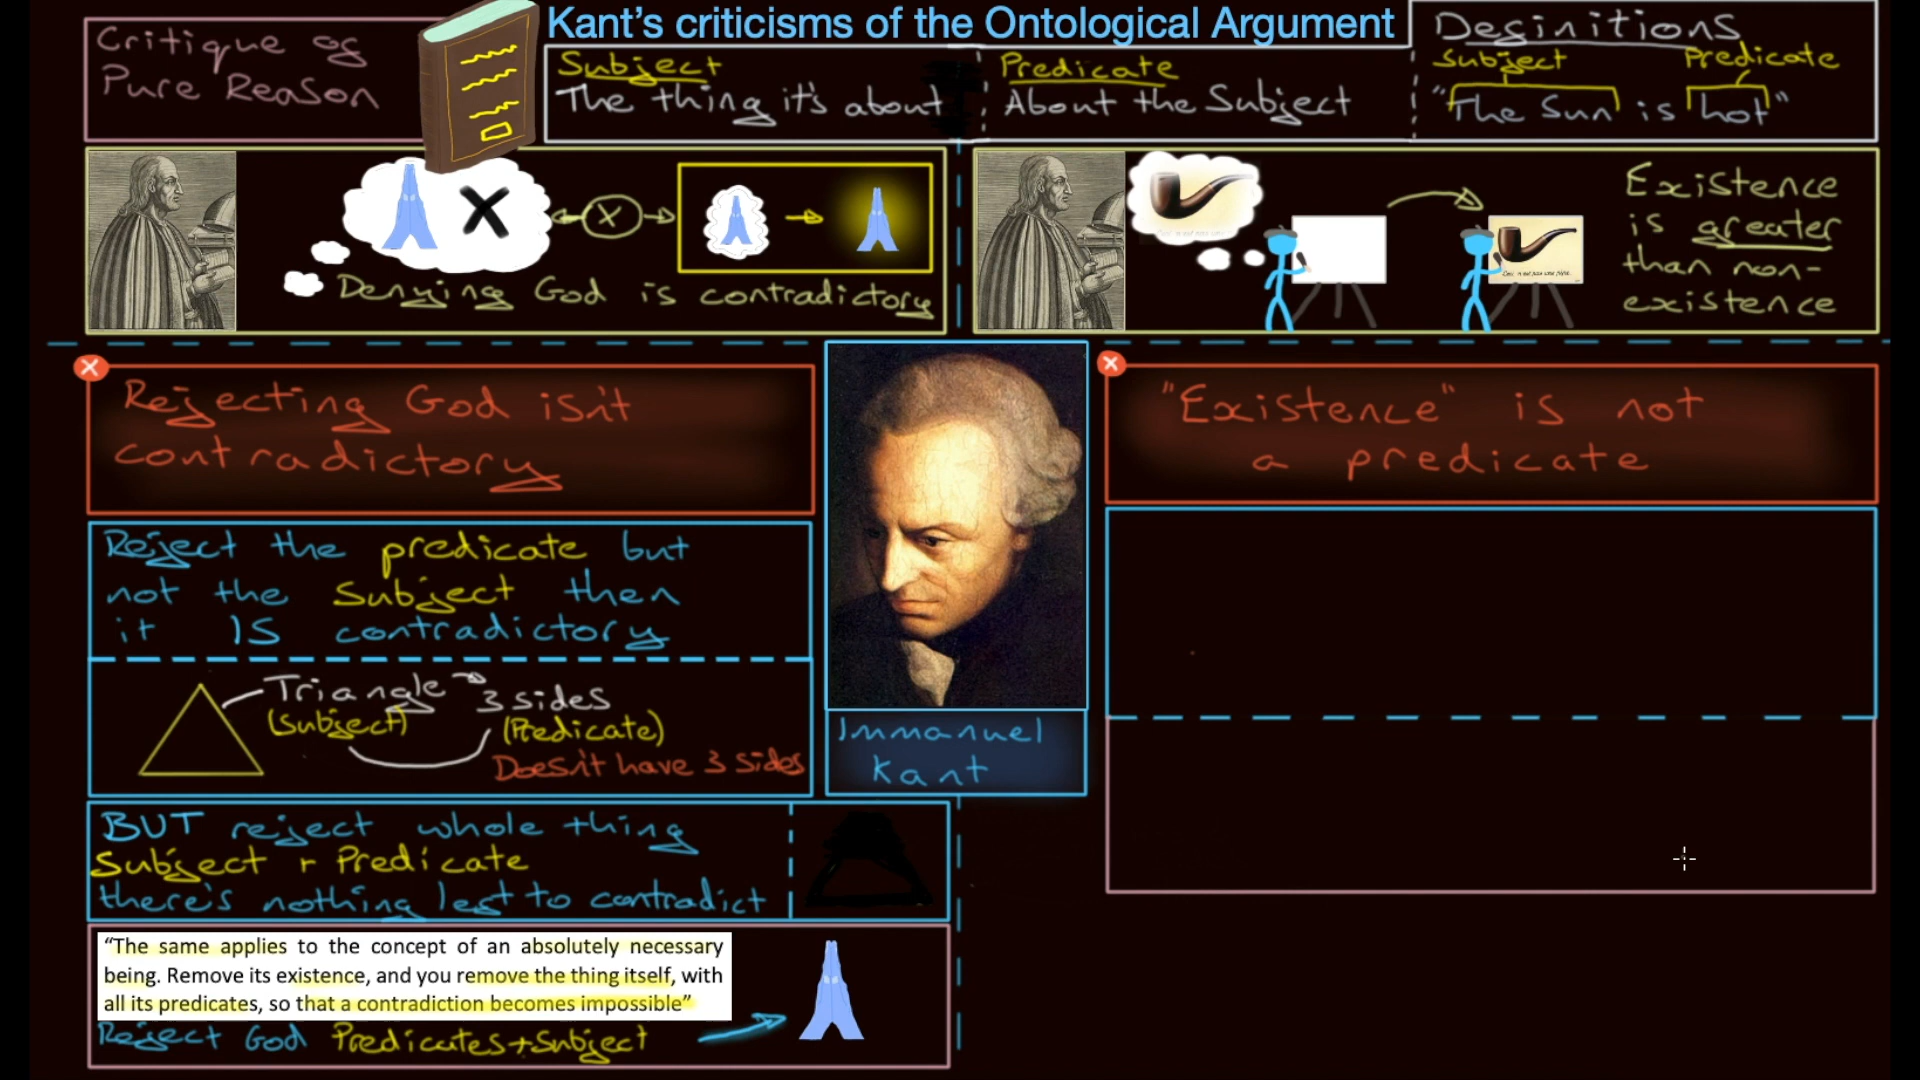 Critique of
Pure Reason
Kant's criticisms of the Ontological Argument
Subject
The thing it's about
Predicate
About the Subject
Definitions
Subject Predicate
"The Sun is hot"
Denying God is contradictory
Existence
is greater
than non-
existence
Rejecting God isn't
contradictory
"Existence" is not
a predicate
Reject the predicate but
not the Subject then
it IS contradictory
Triangle 3 sides
(Subject) (Predicate)
Doesn't have 3 sides
Immanuel
Kant
BUT reject whole thing
Subject + Predicate
there's nothing left to contradict
"The same applies to the concept of an absolutely necessary
being. Remove its existence, and you remove the thing itself, with
all its predicates, so that a contradiction becomes impossible"
Reject God Predicates+Subject